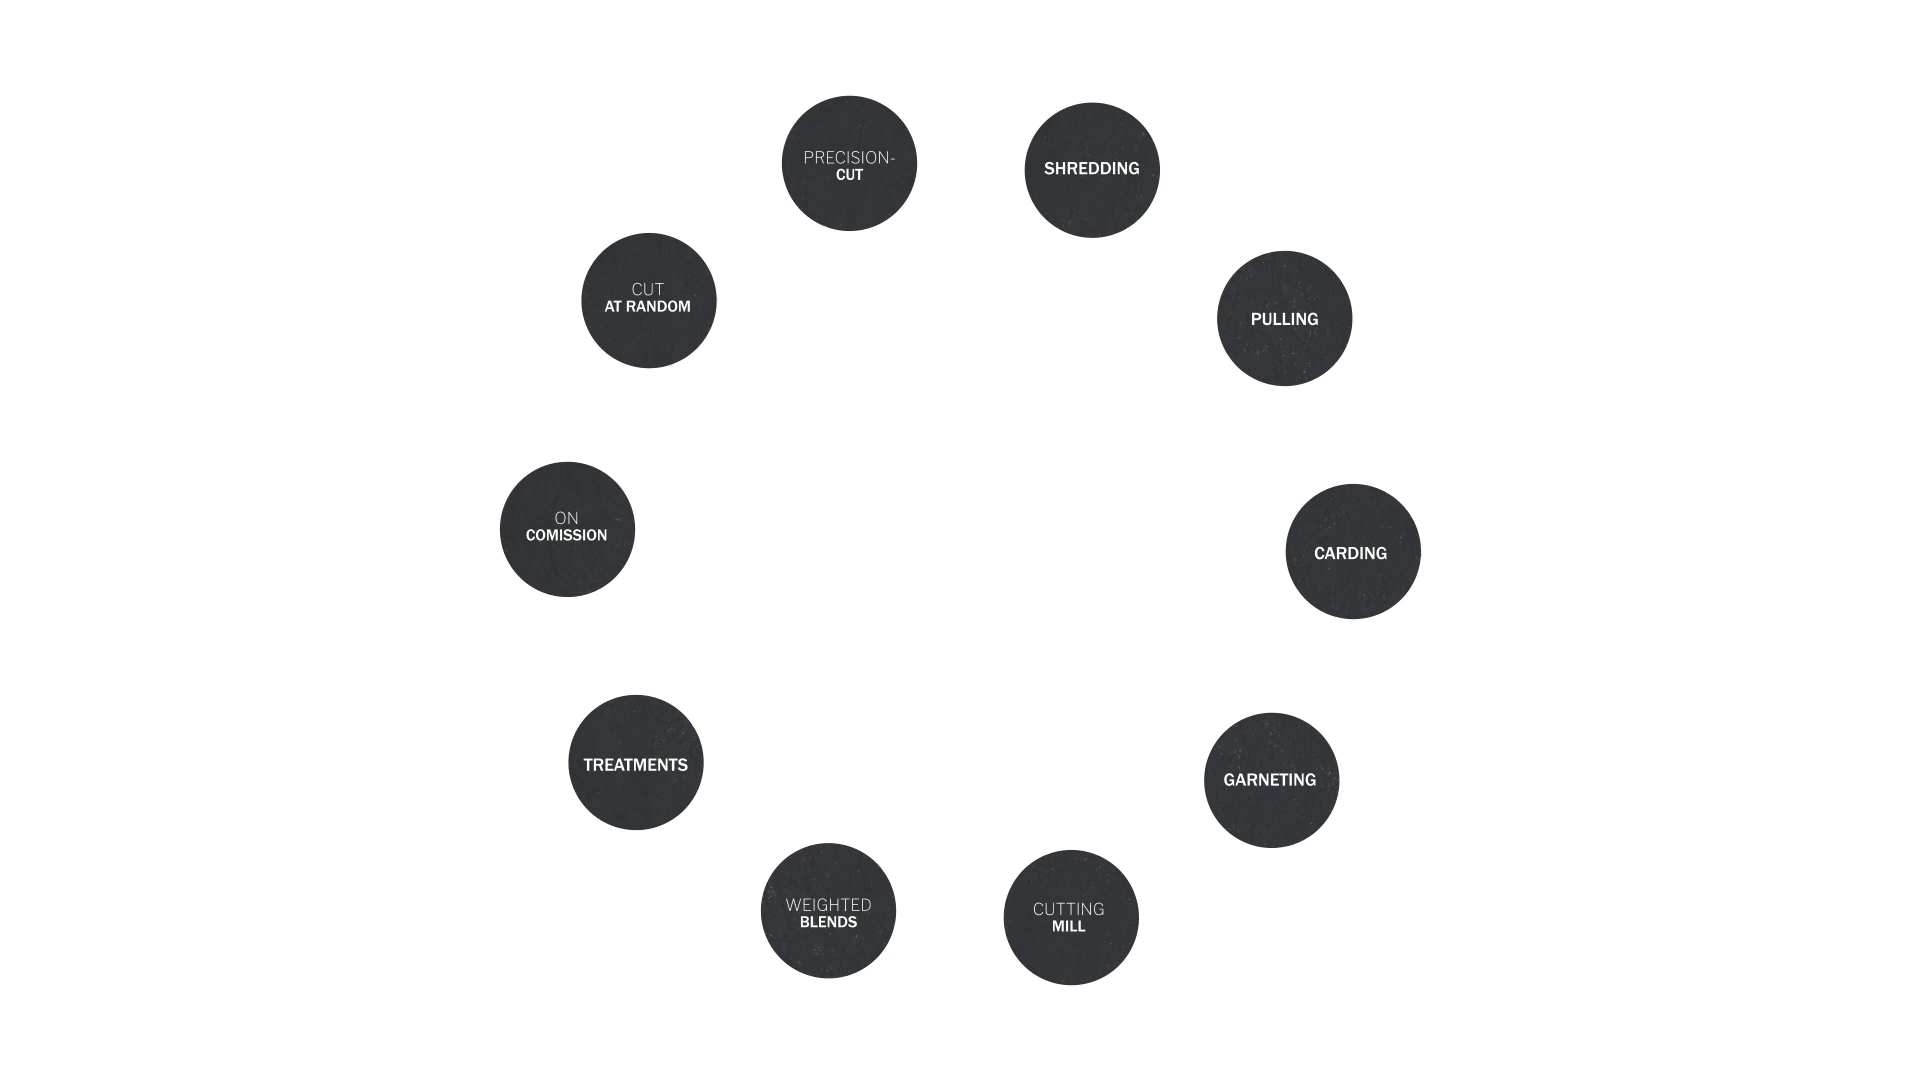 PRECISION-
CUT
SHREDDING
CUT
AT RANDOM
PULLING
ON
COMISSION
CARDING
TREATMENTS
GARNETING
WEIGHTED
BLENDS
CUTTING
MILL